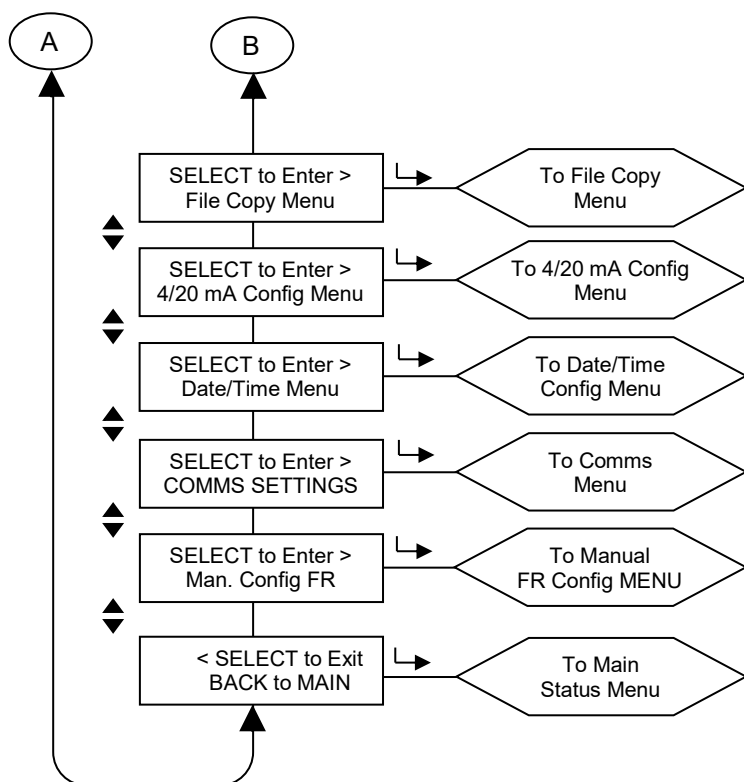 A
B
SELECT to Enter >
File Copy Menu
To File Copy
Menu
SELECT to Enter >
4/20 mA Config Menu
To 4/20 mA Config
Menu
SELECT to Enter >
Date/Time Menu
To Date/Time
Config Menu
SELECT to Enter >
COMMS SETTINGS
To Comms
Menu
SELECT to Enter >
Man. Config FR
To Manual
FR Config MENU
< SELECT to Exit
BACK to MAIN
To Main
Status Menu